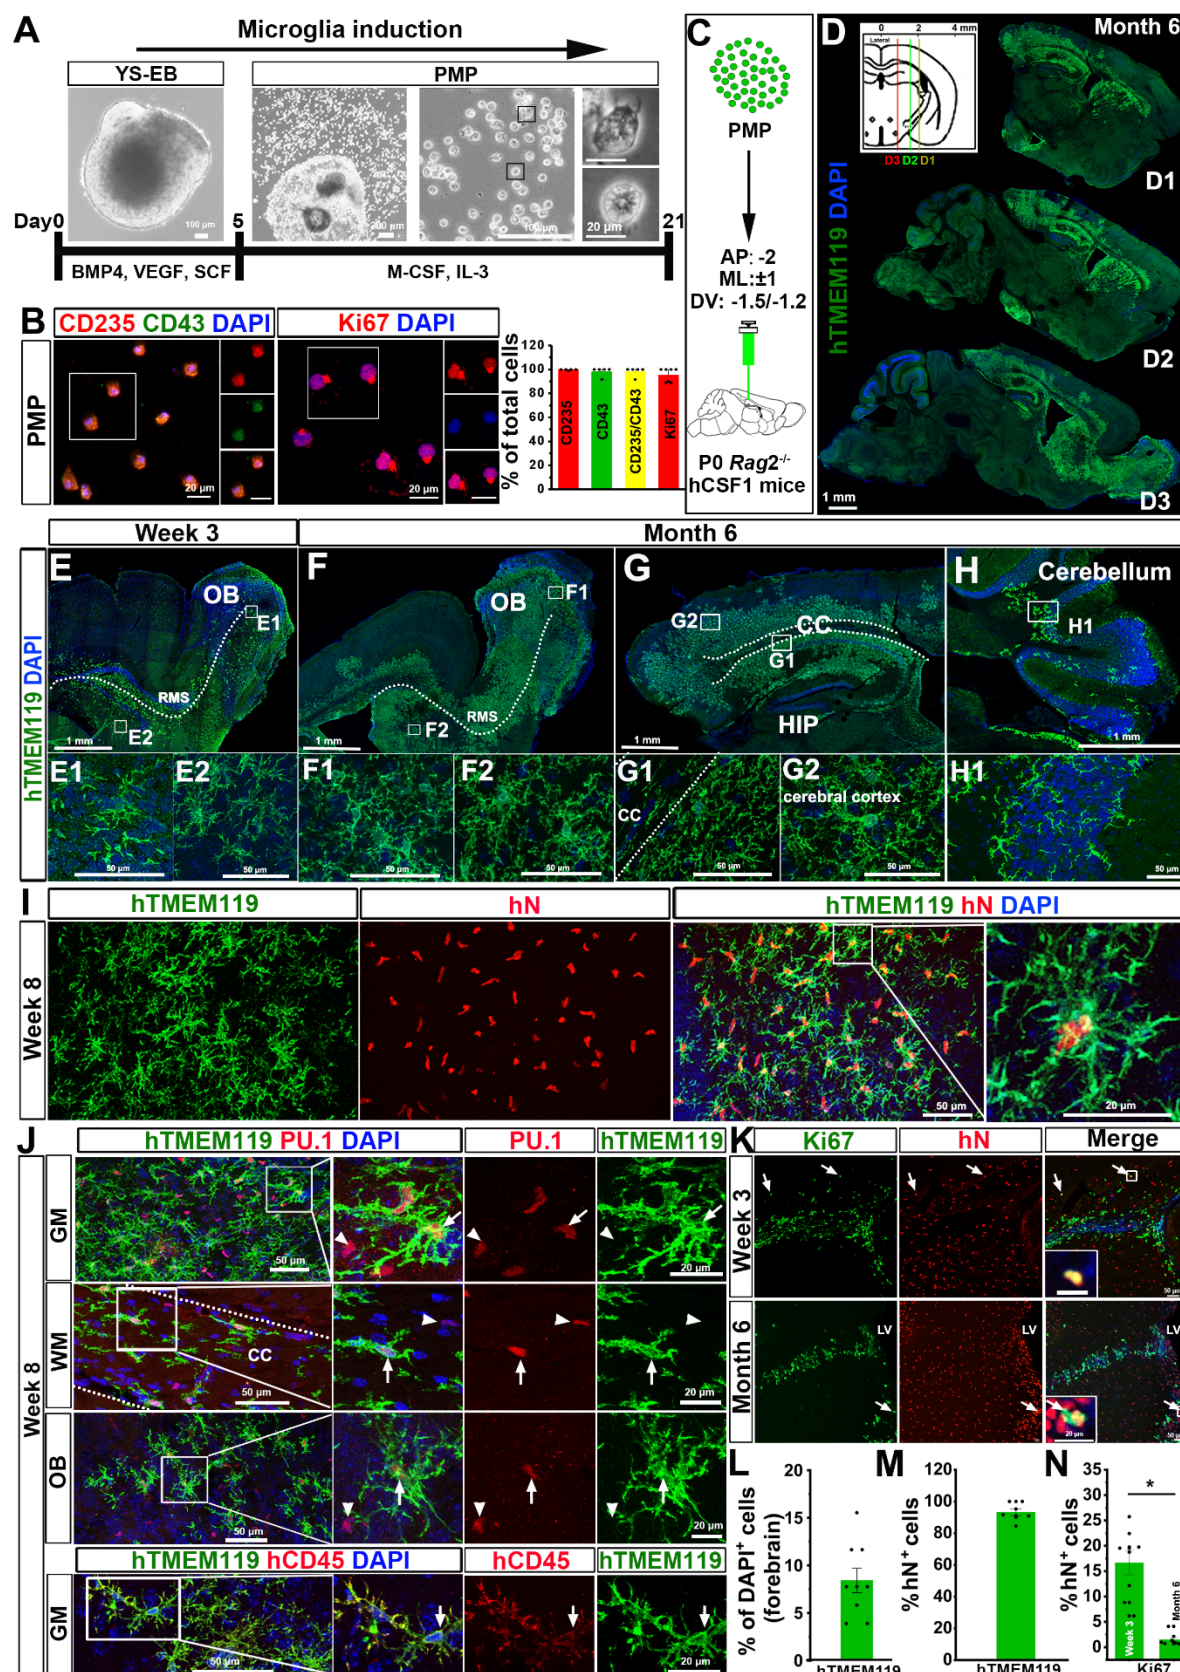 A
Microglia induction
YS-EB
PMP
100 µm
200 µm
100 µm
20 µm
Day0
5
21
BMP4, VEGF, SCF
M-CSF, IL-3
B
CD235 CD43 DAPI
Ki67 DAPI
PMP
20 µm
20 µm
% of total cells
120
100
80
60
40
20
0
CD235
CD43
CD235/CD43
Ki67
C
PMP
AP: -2
ML:±1
DV: -1.5/-1.2
P0 Rag2-/-
hCSF1 mice
D
Month 6
0 2 4 mm
Lateral
D3 D2 D1
hTMEM119 DAPI
D1
D2
D3
1 mm
Week 3
Month 6
hTMEM119 DAPI
E
OB
E1
RMS
E2
1 mm
F
OB
F1
RMS
F2
1 mm
G
G2
CC
G1
HIP
1 mm
H
Cerebellum
H1
1 mm
E1
50 µm
E2
50 µm
F1
50 µm
F2
50 µm
G1
CC
50 µm
G2
cerebral cortex
50 µm
H1
50 µm
I
hTMEM119
hN
hTMEM119 hN DAPI
Week 8
50 µm
20 µm
J
hTMEM119 PU.1 DAPI
PU.1
hTMEM119
Week 8
GM
50 µm
20 µm
WM
CC
50 µm
20 µm
OB
50 µm
20 µm
hTMEM119 hCD45 DAPI
hCD45
hTMEM119
GM
K
Ki67
hN
Merge
Week 3
50 µm
Month 6
LV
LV
LV
20 µm
50 µm
L
% of DAPI+ cells
(forebrain)
20
15
10
5
0
hTMEM119
M
%hN+ cells
120
100
80
60
40
20
0
hTMEM119
N
%hN+ cells
35
30
25
20
15
10
5
0
*
Week 3
Month 6
Ki67